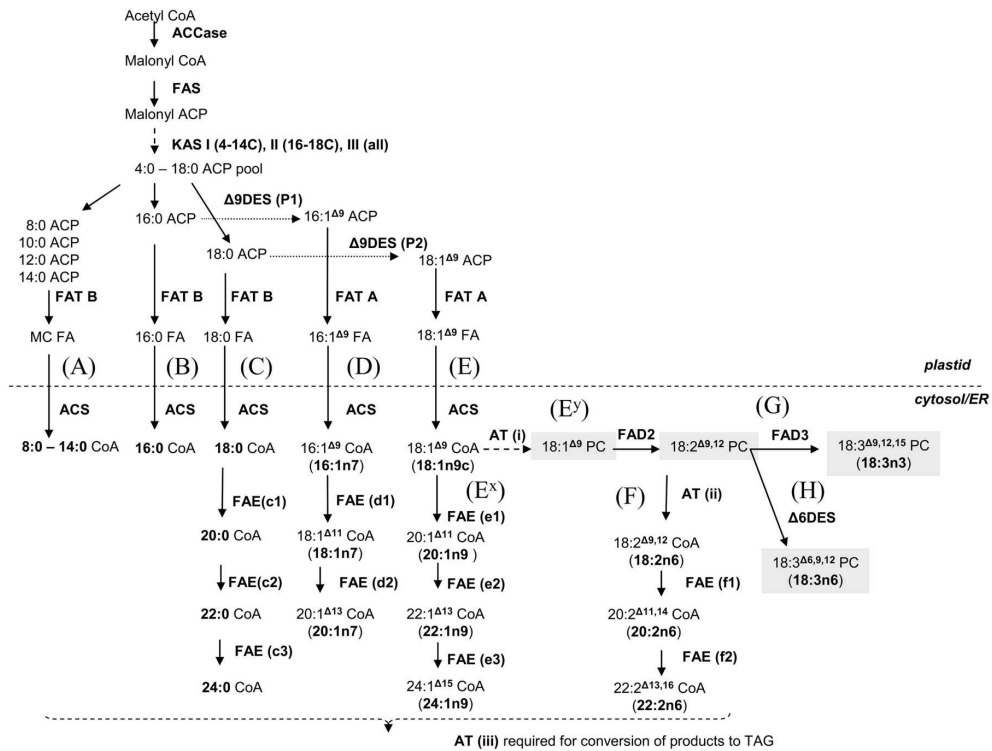 Acetyl CoA
ACCase
Malonyl CoA
FAS
Malonyl ACP
KAS I (4-14C), II (16-18C), III (all)
4:0 – 18:0 ACP pool
Δ9DES (P1)
8:0 ACP
10:0 ACP
12:0 ACP
14:0 ACP
16:0 ACP
16:1Δ9 ACP
18:0 ACP
Δ9DES (P2)
18:1Δ9 ACP
FAT B
FAT B
FAT B
FAT A
FAT A
MC FA
16:0 FA
18:0 FA
16:1Δ9 FA
18:1Δ9 FA
(A)
(B)
(C)
(D)
(E)
plastid
cytosol/ER
ACS
ACS
ACS
ACS
ACS
(Ey)
(G)
8:0 – 14:0 CoA
16:0 CoA
18:0 CoA
16:1Δ9 CoA
(16:1n7)
18:1Δ9 CoA
(18:1n9c)
AT (i)
18:1Δ9 PC
FAD2
18:2Δ9,12 PC
FAD3
18:3Δ9,12,15 PC
(18:3n3)
(Ex)
(F)
(H)
FAE(c1)
FAE (d1)
FAE (e1)
AT (ii)
Δ6DES
20:0 CoA
18:1Δ11 CoA
(18:1n7)
20:1Δ11 CoA
(20:1n9 )
18:2Δ9,12 CoA
(18:2n6)
18:3Δ6,9,12 PC
(18:3n6)
FAE(c2)
FAE (d2)
FAE (e2)
FAE (f1)
22:0 CoA
20:1Δ13 CoA
(20:1n7)
22:1Δ13 CoA
(22:1n9)
20:2Δ11,14 CoA
(20:2n6)
FAE (c3)
FAE (e3)
FAE (f2)
24:0 CoA
24:1Δ15 CoA
(24:1n9)
22:2Δ13,16 CoA
(22:2n6)
AT (iii) required for conversion of products to TAG